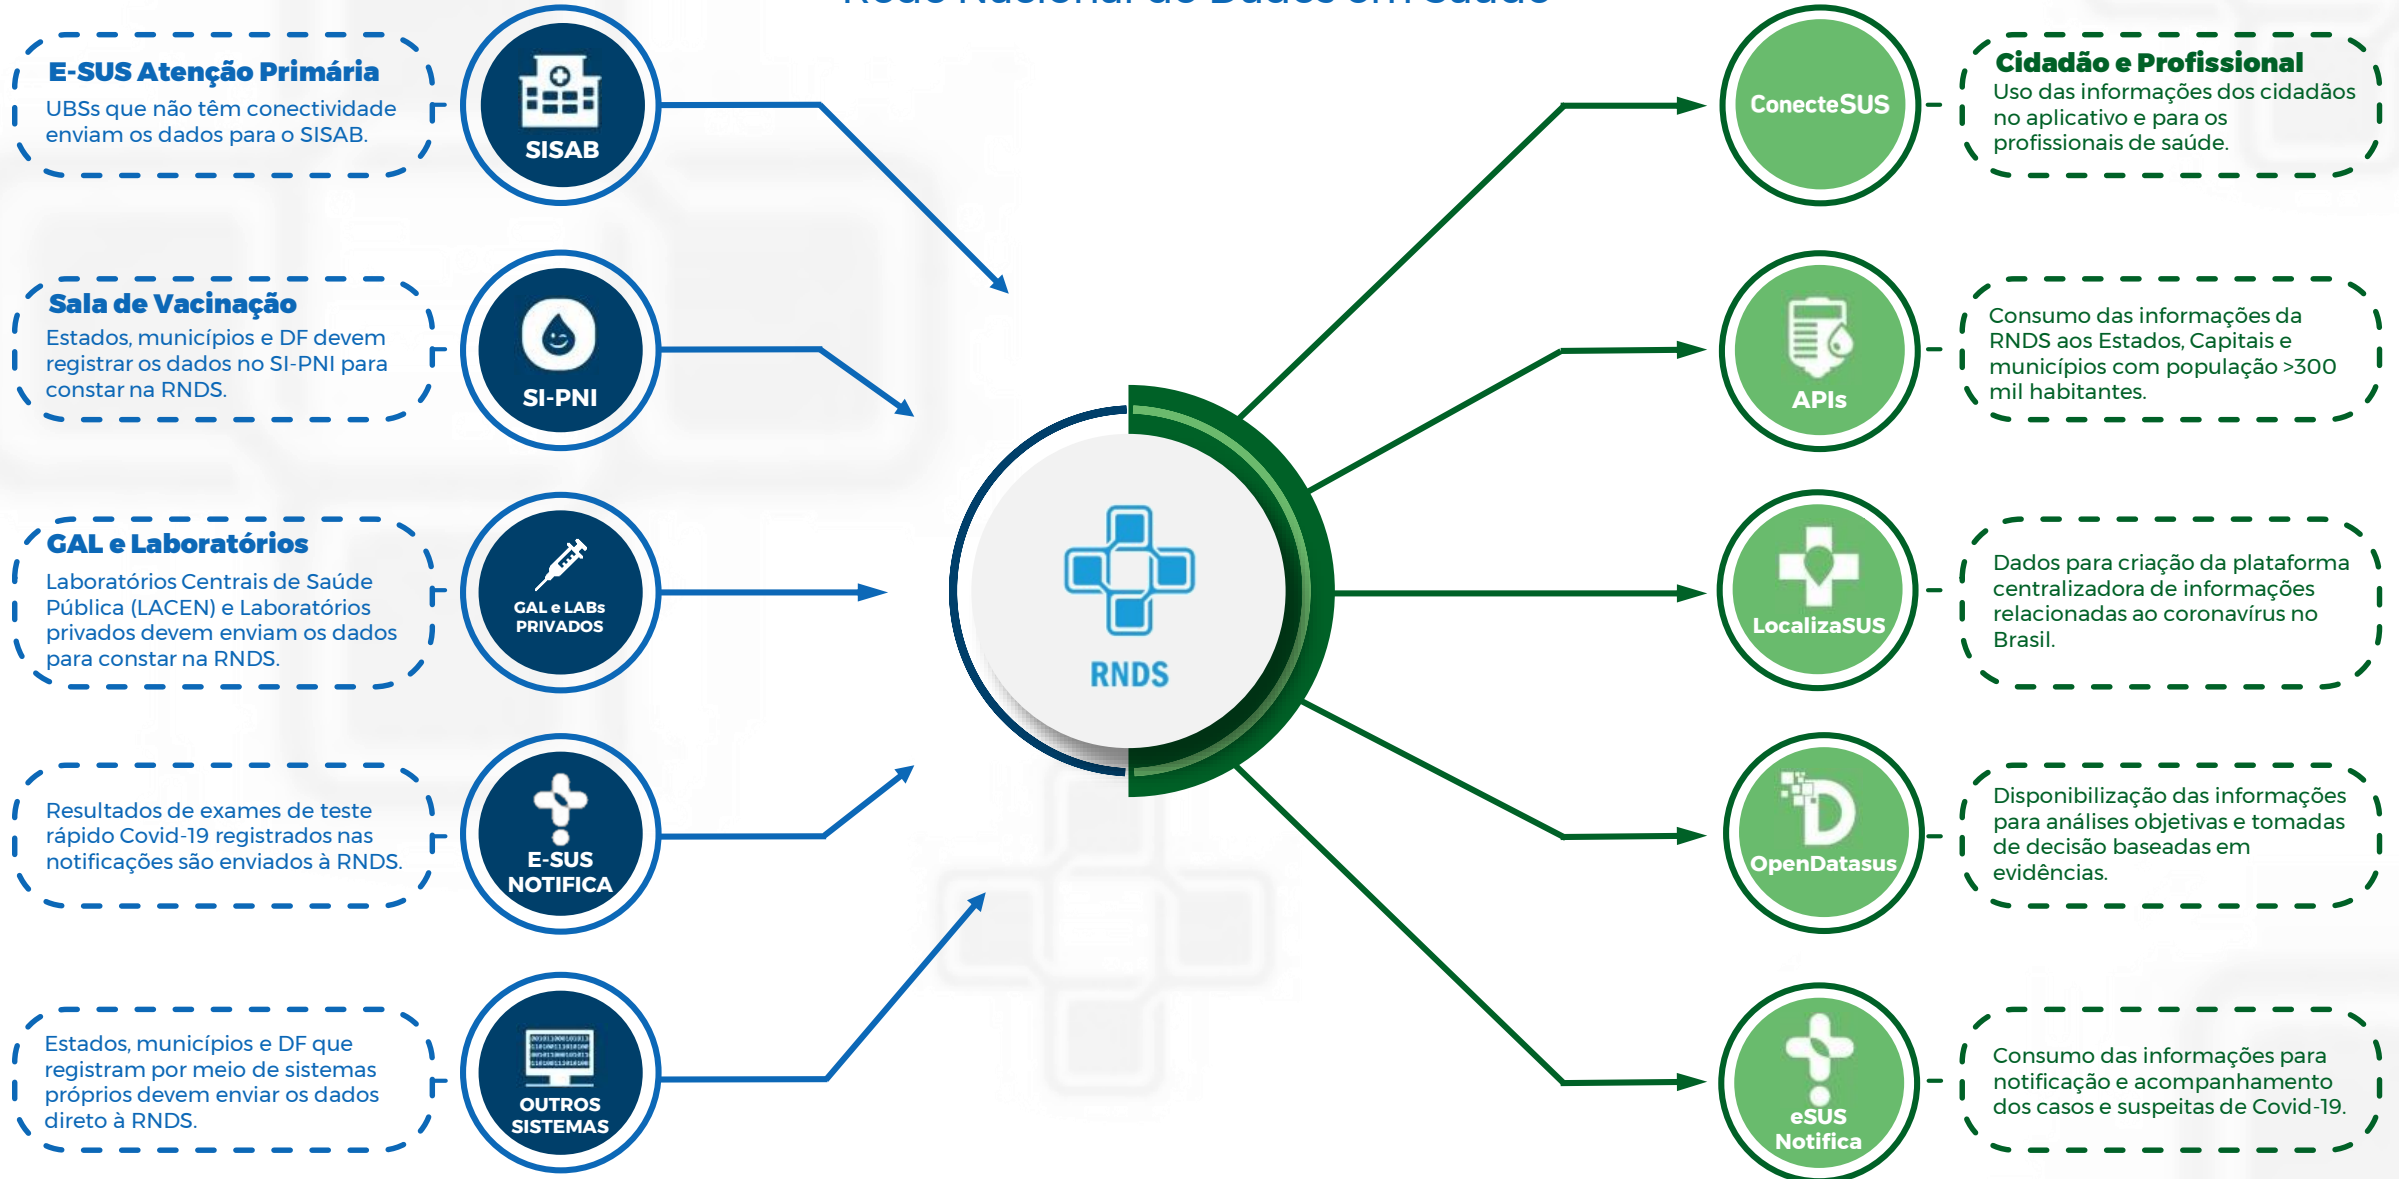 Rede Nacional de Dados em Saúde
E-SUS Atenção Primária
UBSs que não têm conectividade
enviam os dados para o SISAB.
SISAB
Sala de Vacinação
Estados, municípios e DF devem
registrar os dados no SI-PNI para
constar na RNDS.
SI-PNI
GAL e Laboratórios
Laboratórios Centrais de Saúde
Pública (LACEN) e Laboratórios
privados devem enviam os dados
para constar na RNDS.
GAL e LABs
PRIVADOS
Resultados de exames de teste
rápido Covid-19 registrados nas
notificações são enviados à RNDS.
E-SUS
NOTIFICA
Estados, municípios e DF que
registram por meio de sistemas
próprios devem enviar os dados
direto à RNDS.
OUTROS
SISTEMAS
RNDS
ConecteSUS
Cidadão e Profissional
Uso das informações dos cidadãos
no aplicativo e para os
profissionais de saúde.
APIs
Consumo das informações da
RNDS aos Estados, Capitais e
municípios com população >300
mil habitantes.
LocalizaSUS
Dados para criação da plataforma
centralizadora de informações
relacionadas ao coronavírus no
Brasil.
OpenDatasus
Disponibilização das informações
para análises objetivas e tomadas
de decisão baseadas em
evidências.
eSUS
Notifica
Consumo das informações para
notificação e acompanhamento
dos casos e suspeitas de Covid-19.